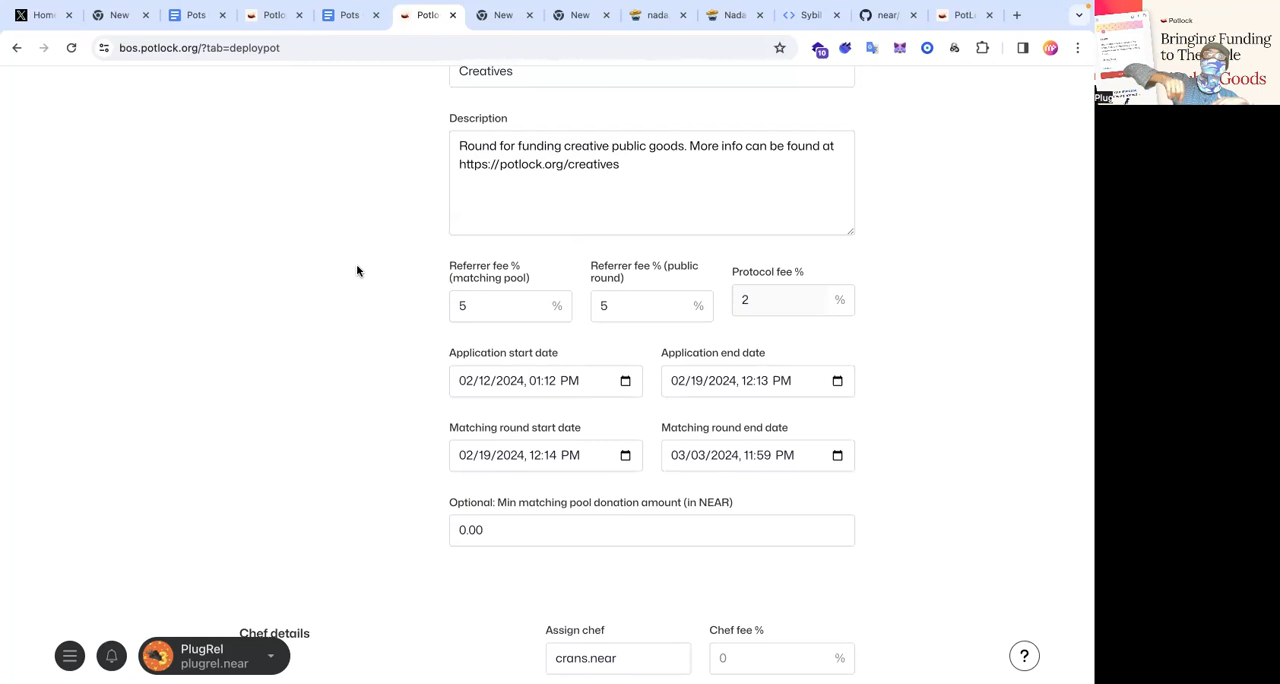 Home
New
Pots
Potlo
Pots
Potlo
New
New
nada
Nada
Sybil
near/
PotL
bos.potlock.org/?tab=deploypot
10
MP
Potlock
Bringing Funding
to The
Goods
Plug
Creatives
Description
Round for funding creative public goods. More info can be found at
https://potlock.org/creatives
Referrer fee %
(matching pool)
Referrer fee % (public
round)
Protocol fee %
5 %
5 %
2 %
Application start date
Application end date
02/12/2024, 01:12 PM
02/19/2024, 12:13 PM
Matching round start date
Matching round end date
02/19/2024, 12:14 PM
03/03/2024, 11:59 PM
Optional: Min matching pool donation amount (in NEAR)
0.00
Chef details
Assign chef
Chef fee %
crans.near
0 %
PlugRel
plugrel.near
?